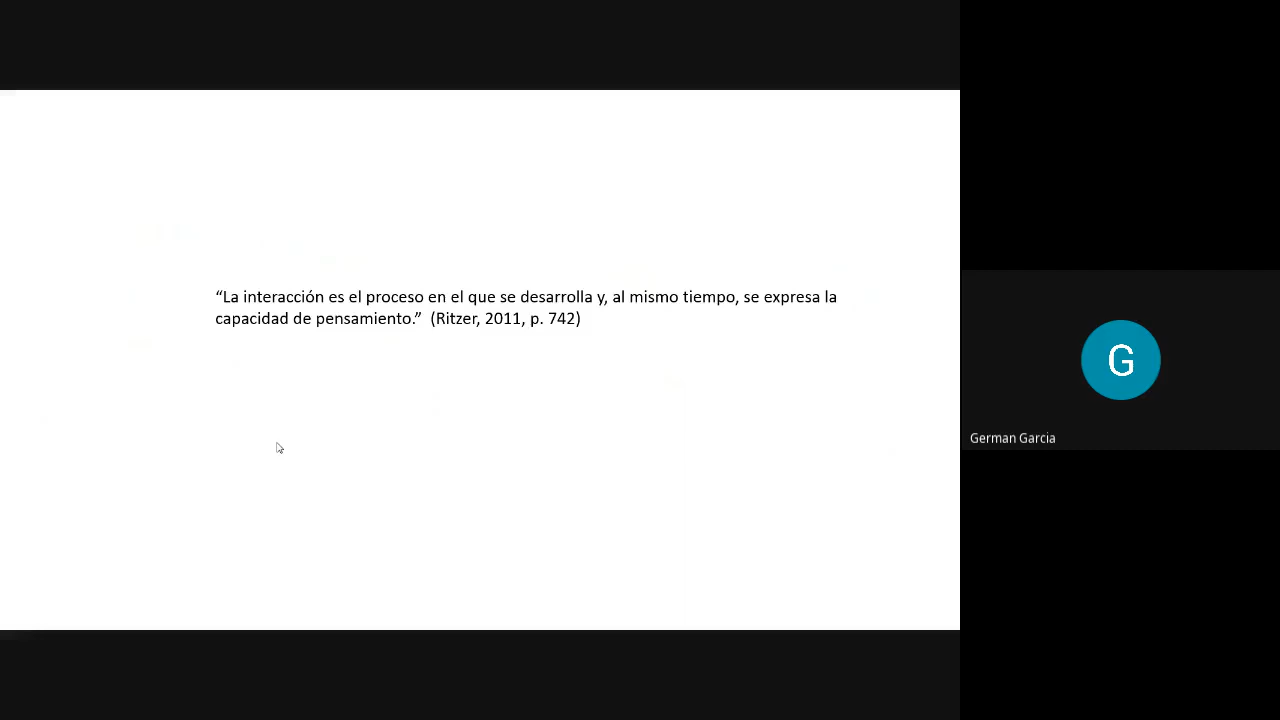 “La interacción es el proceso en el que se desarrolla y, al mismo tiempo, se expresa la
capacidad de pensamiento.”  (Ritzer, 2011, p. 742)
G
German Garcia